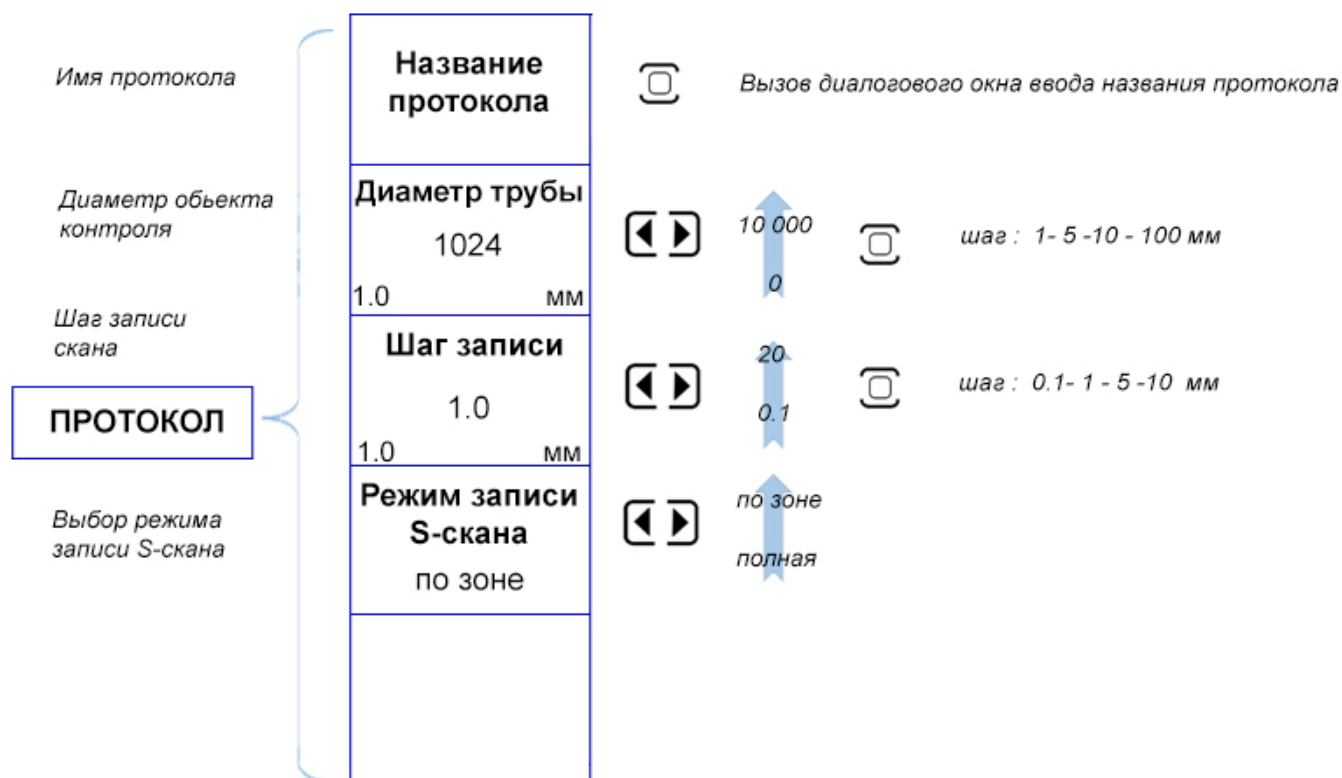 Имя протокола
Название
протокола
Вызов диалогового окна ввода названия протокола
Диаметр обьекта
контроля
Диаметр трубы
1024
1.0 мм
10 000
0
шаг : 1- 5 -10 - 100 мм
Шаг записи
скана
Шаг записи
1.0
1.0 мм
20
0.1
шаг : 0.1- 1 - 5 -10 мм
ПРОТОКОЛ
Выбор режима
записи S-скана
Режим записи
S-скана
по зоне
по зоне
полная